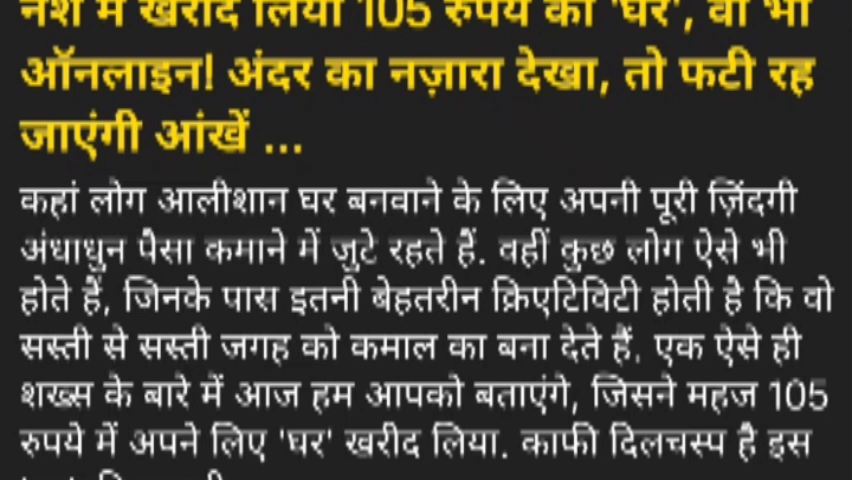 नशे में खरीद लिया 105 रुपये का 'घर', वो भी
ऑनलाइन! अंदर का नज़ारा देखा, तो फटी रह
जाएंगी आंखें ...
कहां लोग आलीशान घर बनवाने के लिए अपनी पूरी ज़िंदगी
अंधाधुन पैसा कमाने में जुटे रहते हैं. वहीं कुछ लोग ऐसे भी
होते हैं, जिनके पास इतनी बेहतरीन क्रिएटिविटी होती है कि वो
सस्ती से सस्ती जगह को कमाल का बना देते हैं. एक ऐसे ही
शख्स के बारे में आज हम आपको बताएंगे, जिसने महज 105
रुपये में अपने लिए 'घर' खरीद लिया. काफी दिलचस्प है इस